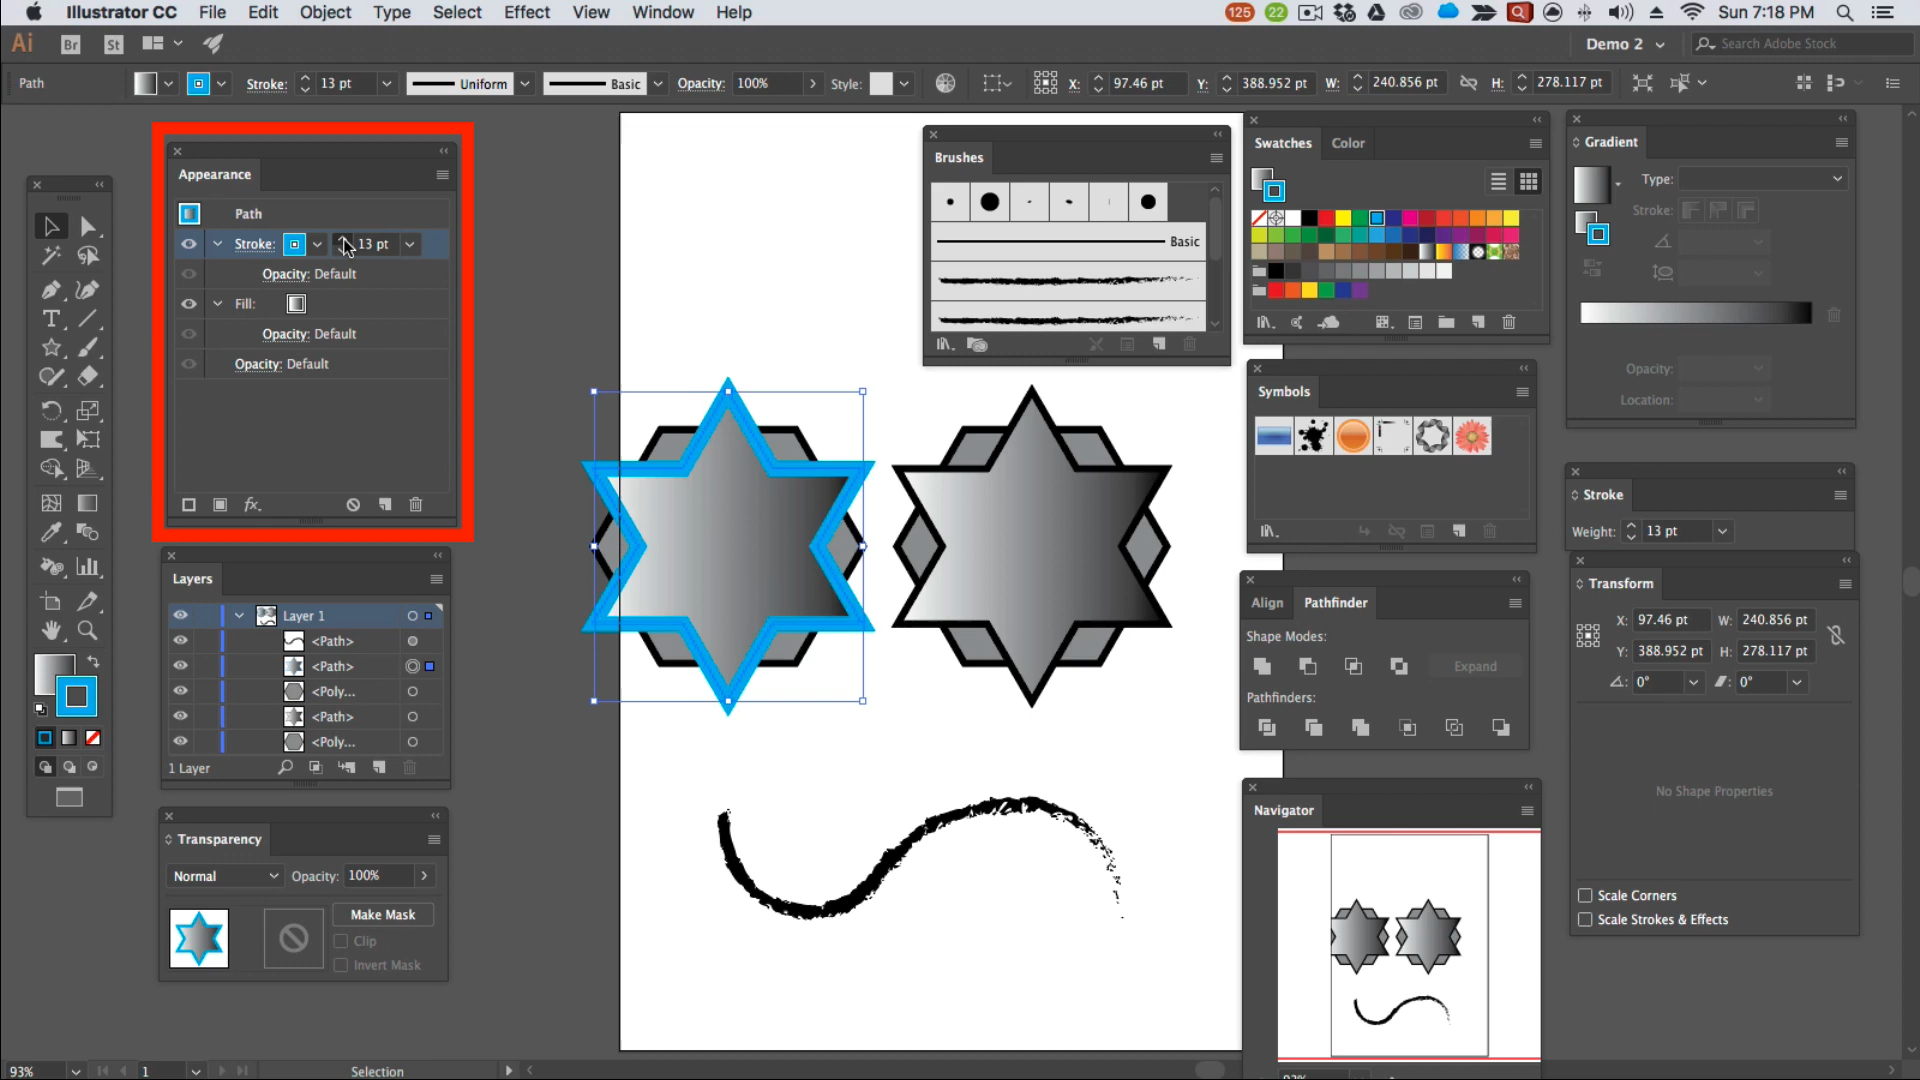 Illustrator CC File Edit Object Type Select Effect View Window Help 125 22 Sun 7:18 PM
Ai Br St Demo 2 Search Adobe Stock
Path Stroke: 13 pt Uniform Basic Opacity: 100% Style: X: 97.46 pt Y: 388.952 pt W: 240.856 pt H: 278.117 pt
Appearance
Path
Stroke: 13 pt
Opacity: Default
Fill:
Opacity: Default
Opacity: Default
fx.
Layers
Layer 1
<Path>
<Path>
<Poly...
<Path>
<Poly...
1 Layer
Transparency
Normal Opacity: 100%
Make Mask
Clip
Invert Mask
Brushes
Basic
Swatches Color
Symbols
Align Pathfinder
Shape Modes:
Expand
Pathfinders:
Navigator
Gradient
Type:
Stroke:
Opacity:
Location:
Stroke
Weight: 13 pt
Transform
X: 97.46 pt W: 240.856 pt
Y: 388.952 pt H: 278.117 pt
0° 0°
No Shape Properties
Scale Corners
Scale Strokes & Effects
93% 1 Selection